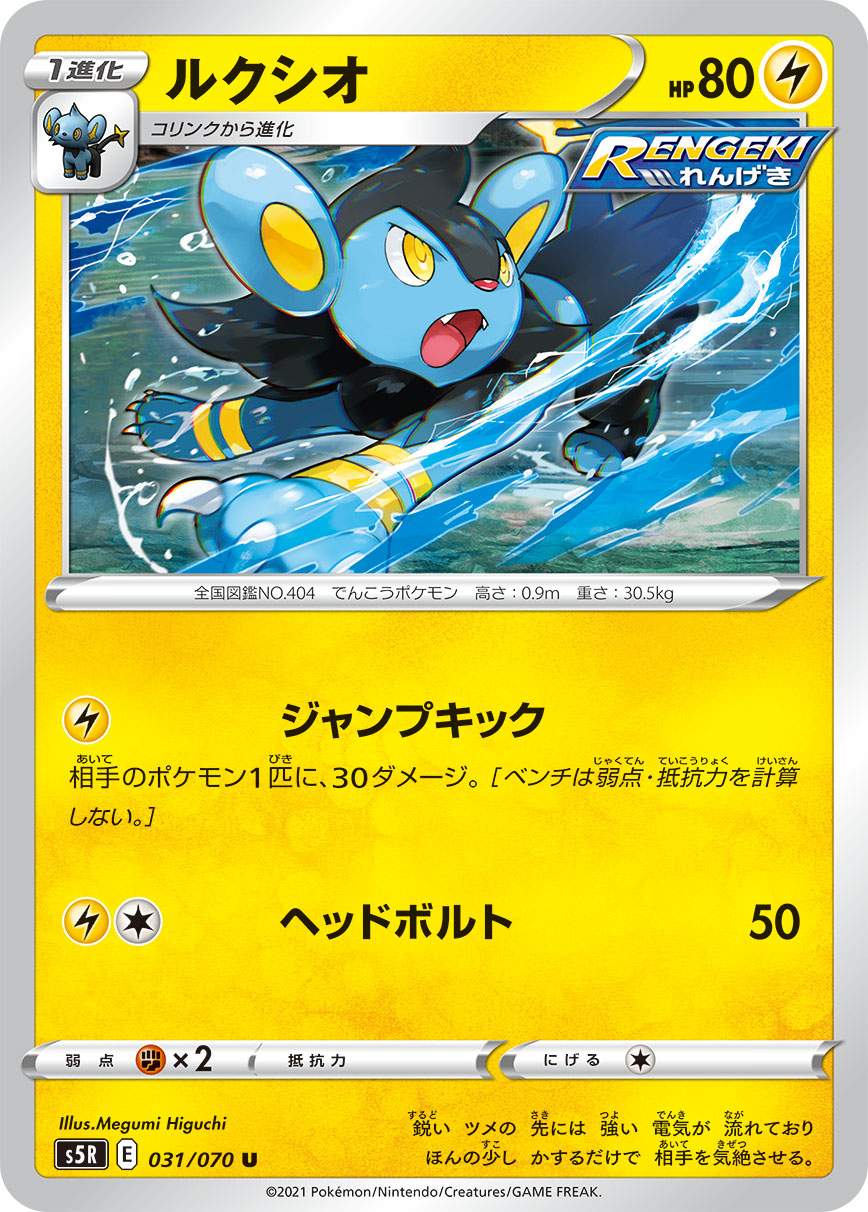 1進化
ルクシオ
HP80
コリンクから進化
RENGEKI
れんげき
全国図鑑NO.404 でんこうポケモン 高さ：0.9m 重さ：30.5kg
ジャンプキック
相手のポケモン1匹に、30ダメージ。［ベンチは弱点・抵抗力を計算
しない。］
ヘッドボルト 50
弱点 ×2 抵抗力 にげる
Illus.Megumi Higuchi
鋭い ツメの 先には 強い 電気が 流れており
ほんの少し かするだけで 相手を気絶させる。
s5R E 031/070 U
©2021 Pokémon/Nintendo/Creatures/GAME FREAK.